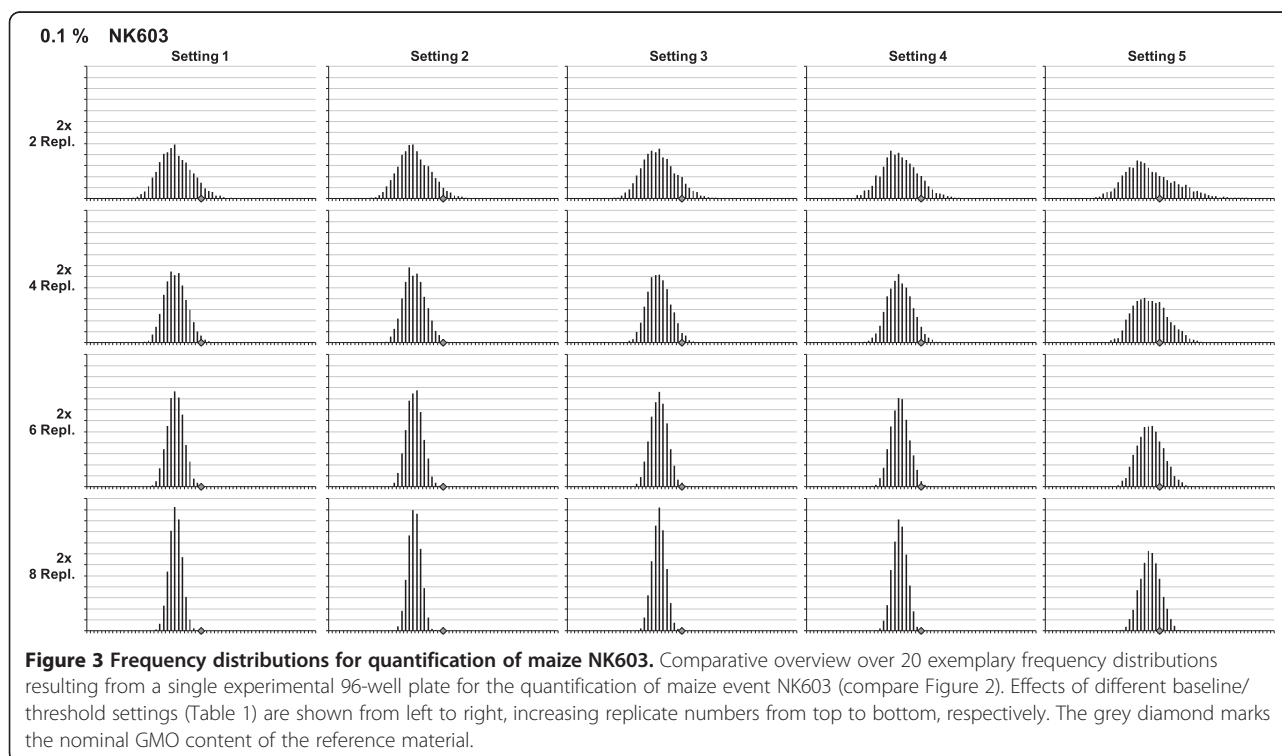 0.1 % NK603
Setting 1 Setting 2 Setting 3 Setting 4 Setting 5
2x
2 Repl.
2x
4 Repl.
2x
6 Repl.
2x
8 Repl.
Figure 3 Frequency distributions for quantification of maize NK603. Comparative overview over 20 exemplary frequency distributions
resulting from a single experimental 96-well plate for the quantification of maize event NK603 (compare Figure 2). Effects of different baseline/
threshold settings (Table 1) are shown from left to right, increasing replicate numbers from top to bottom, respectively. The grey diamond marks
the nominal GMO content of the reference material.